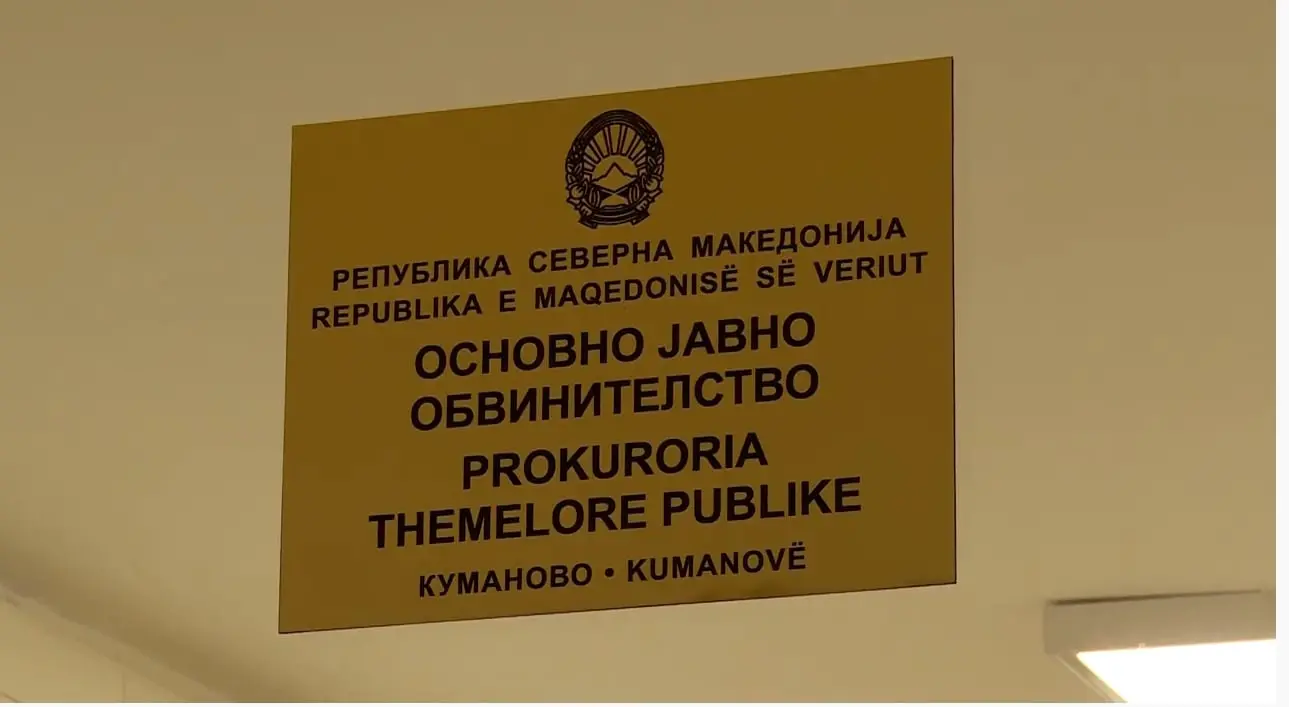 РЕПУБЛИКА СЕВЕРНА МАКЕДОНИЈА
REPUBLIKA E MAQEDONISË SË VERIUT
ОСНОВНО ЈАВНО
ОБВИНИТЕЛСТВО
PROKURORIA
THEMELORE PUBLIKE
КУМАНОВО • KUMANOVË